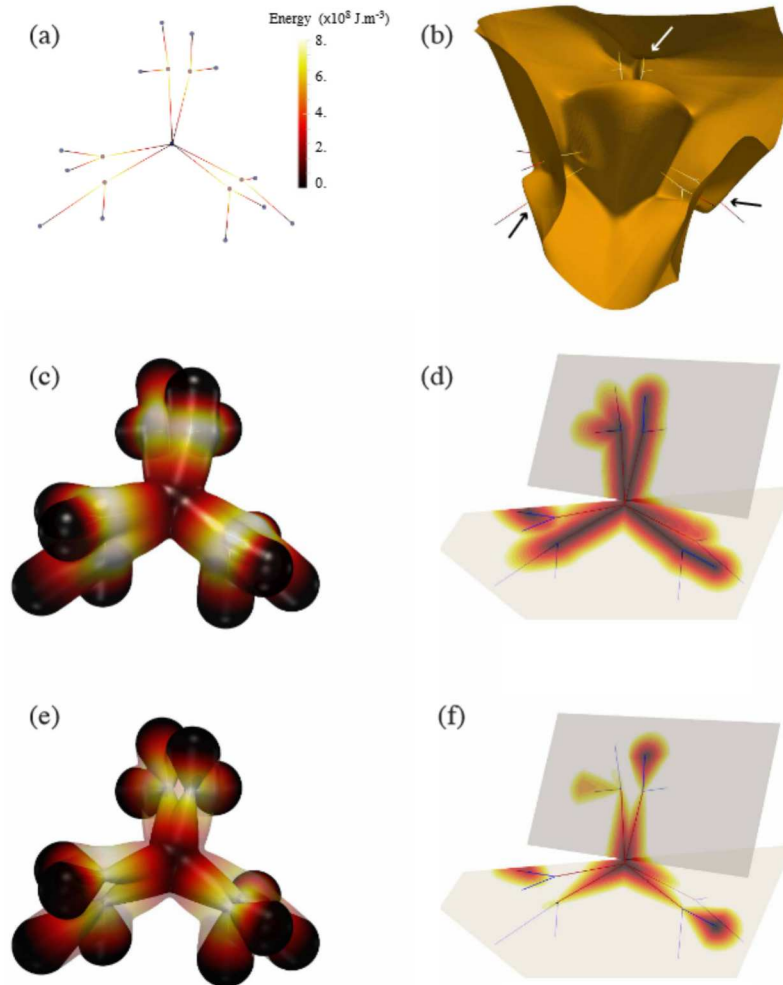 Energy (x10⁸ J.m⁻³)
(a)
(b)
8.
6.
4.
2.
0.
(c)
(d)
(e)
(f)